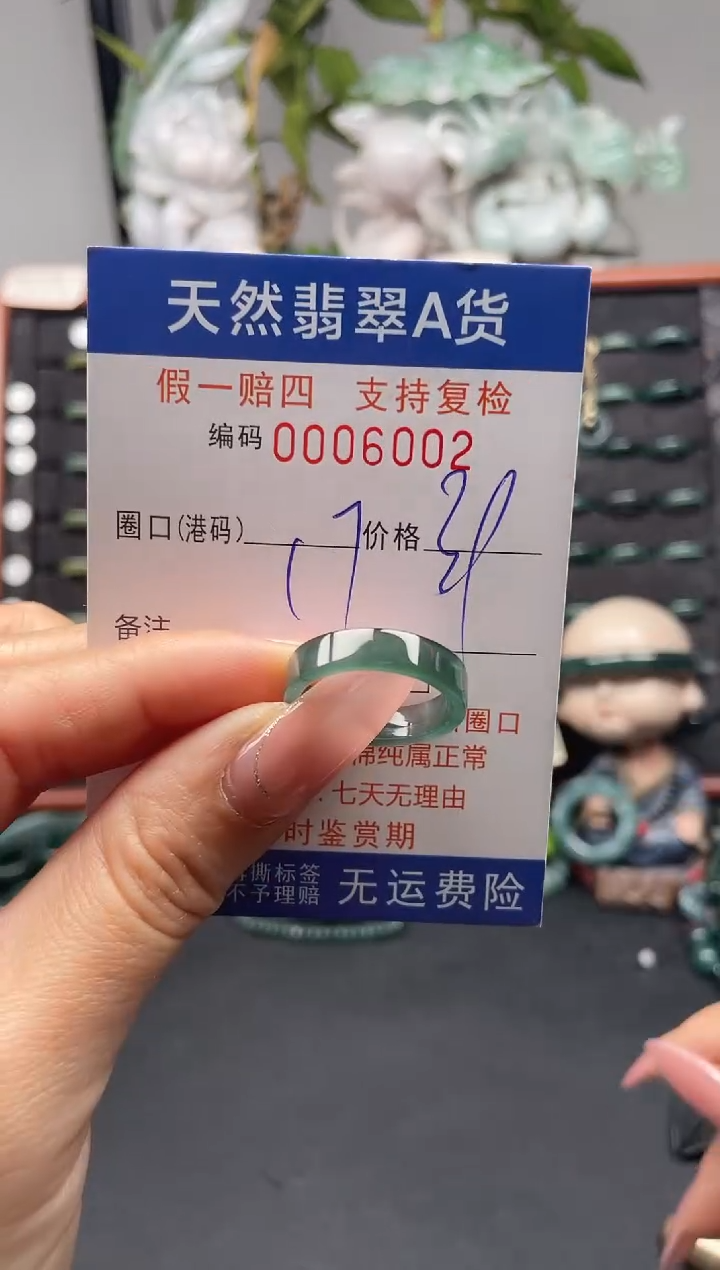 天然翡翠A货
假一赔四 支持复检
编码 0006002
圈口(港码) 17 价格
备注
圈口
纯属正常
七天无理由
时鉴赏期
撕标签
不予理赔
无运费险